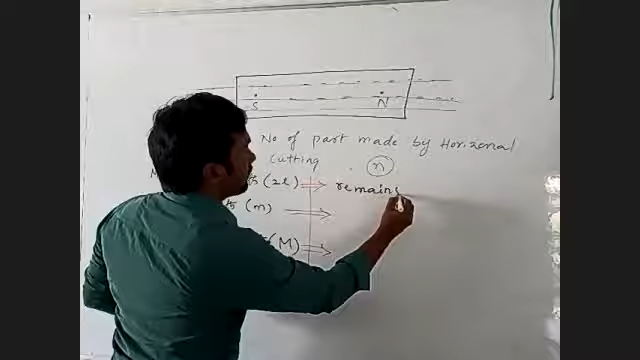 S N
No of part made by Horizonal
Cutting n
(2l) ⇒ remains
(m) ⇒
(M) ⇒